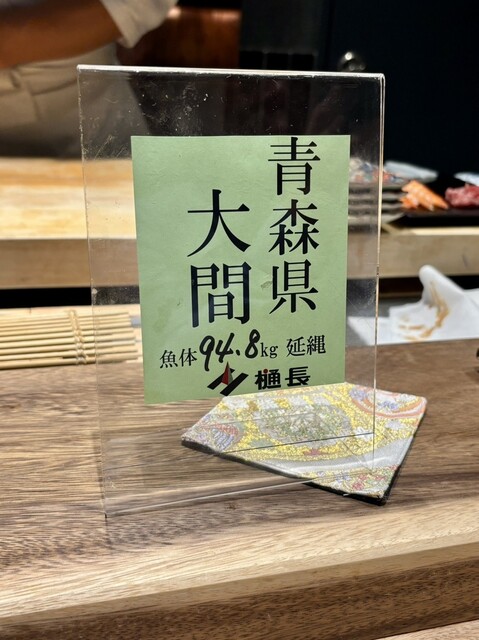 青森県
大間
魚体94.8kg 延縄
樋長